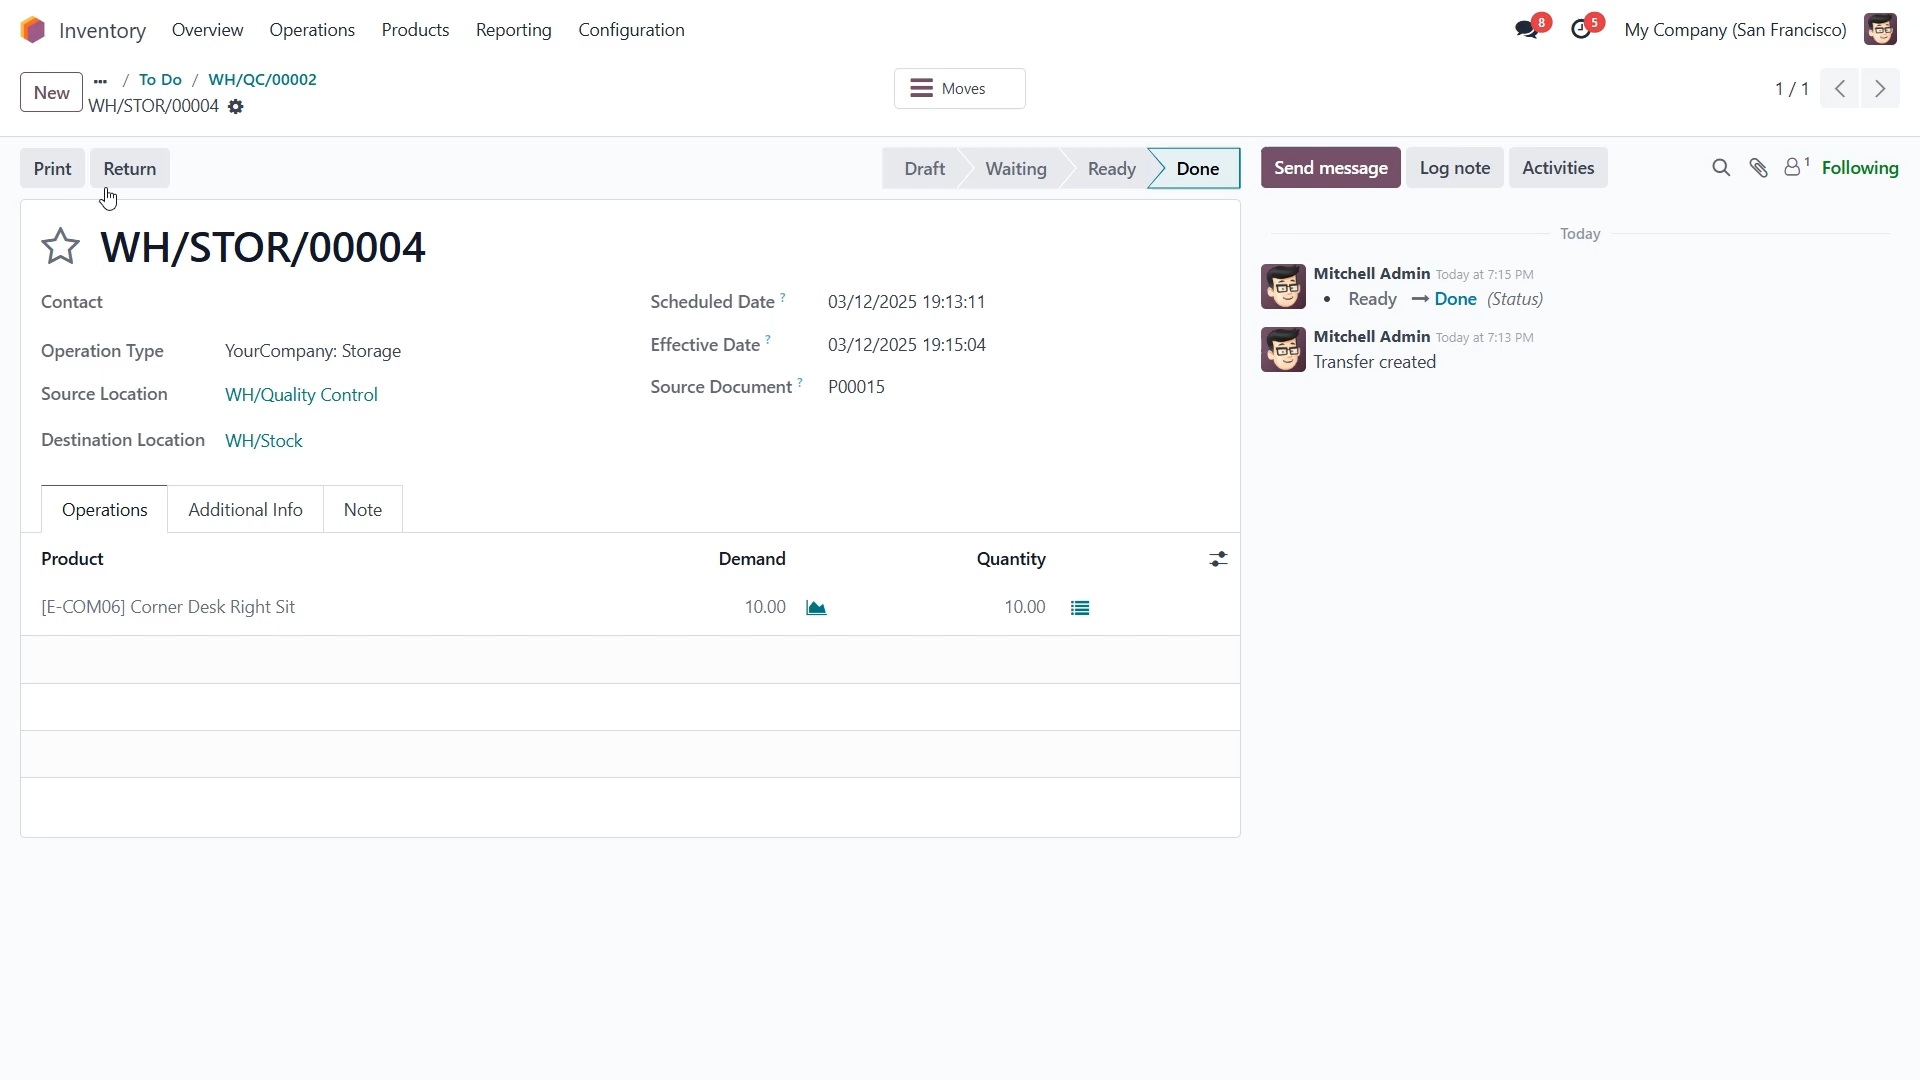 Inventory Overview Operations Products Reporting Configuration 8 5 My Company (San Francisco)
New ... / To Do / WH/QC/00002
WH/STOR/00004
Moves
1 / 1
Print Return Draft Waiting Ready Done Send message Log note Activities 1 Following
WH/STOR/00004
Contact
Operation Type YourCompany: Storage
Source Location WH/Quality Control
Destination Location WH/Stock
Scheduled Date ? 03/12/2025 19:13:11
Effective Date ? 03/12/2025 19:15:04
Source Document ? P00015
Operations Additional Info Note
Product Demand Quantity
[E-COM06] Corner Desk Right Sit 10.00 10.00
Today
Mitchell Admin Today at 7:15 PM
• Ready → Done (Status)
Mitchell Admin Today at 7:13 PM
Transfer created